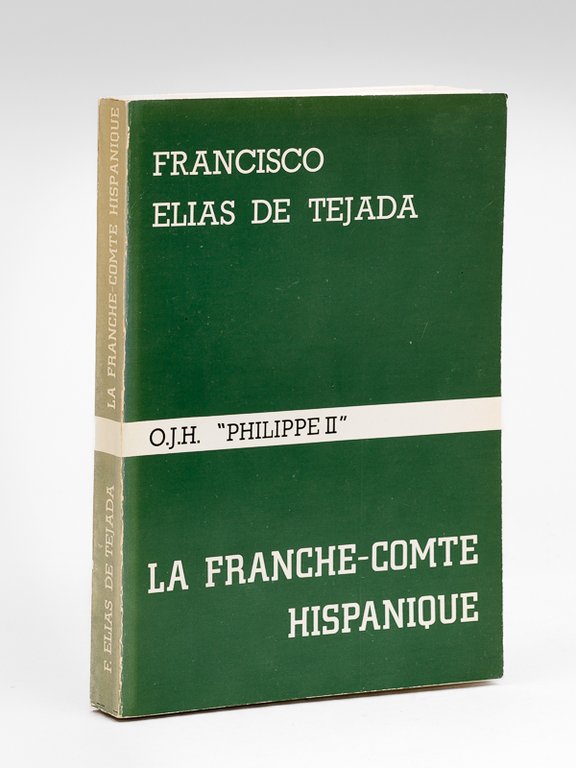 FRANCISCO
ELIAS DE TEJADA
O.J.H. "PHILIPPE II"
LA FRANCHE-COMTE
HISPANIQUE
F. ELIAS DE TEJADA
LA FRANCHE-COMTE HISPANIQUE